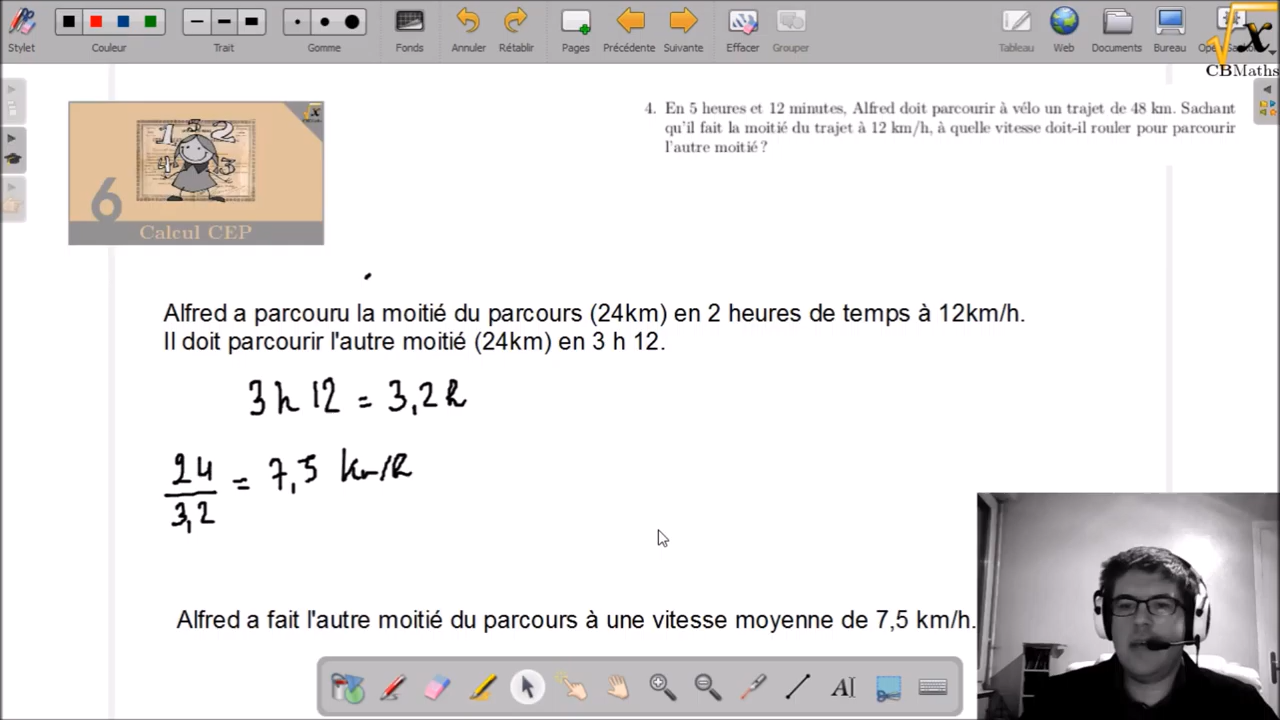 Stylet
Couleur
Trait
Gomme
Fonds
Annuler
Rétablir
Pages
Précédente
Suivante
Effacer
Grouper
Tableau
Web
Documents
Bureau
CBMaths
4. En 5 heures et 12 minutes, Alfred doit parcourir à vélo un trajet de 48 km. Sachant
qu'il fait la moitié du trajet à 12 km/h, à quelle vitesse doit-il rouler pour parcourir
l'autre moitié ?
1 5 2
4 3
6
Calcul CEP
Alfred a parcouru la moitié du parcours (24km) en 2 heures de temps à 12km/h.
Il doit parcourir l'autre moitié (24km) en 3 h 12.
3h 12 = 3,2h
24/3,2 = 7,5 km/h
Alfred a fait l'autre moitié du parcours à une vitesse moyenne de 7,5 km/h.